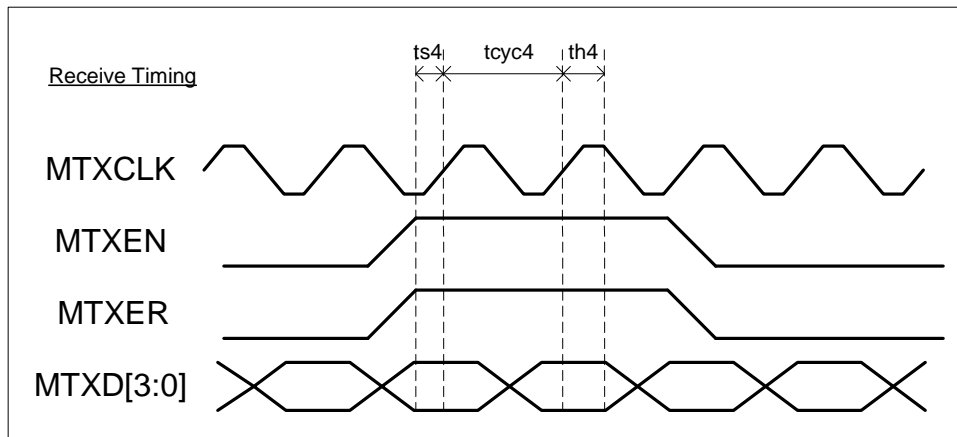 ts4 tcyc4 th4
Receive Timing
MTXCLK
MTXEN
MTXER
MTXD[3:0]